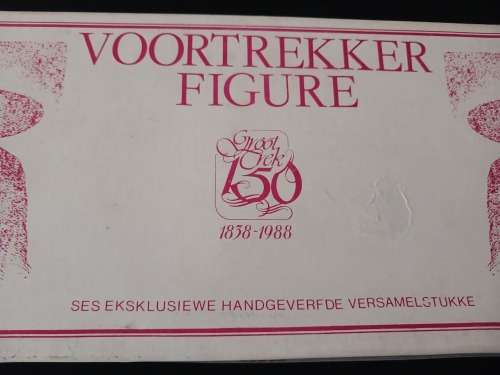 VOORTREKKER
FIGURE
Groot
Trek
150
1838-1988
SES EKSKLUSIEWE HANDGEVERFDE VERSAMELSTUKKE